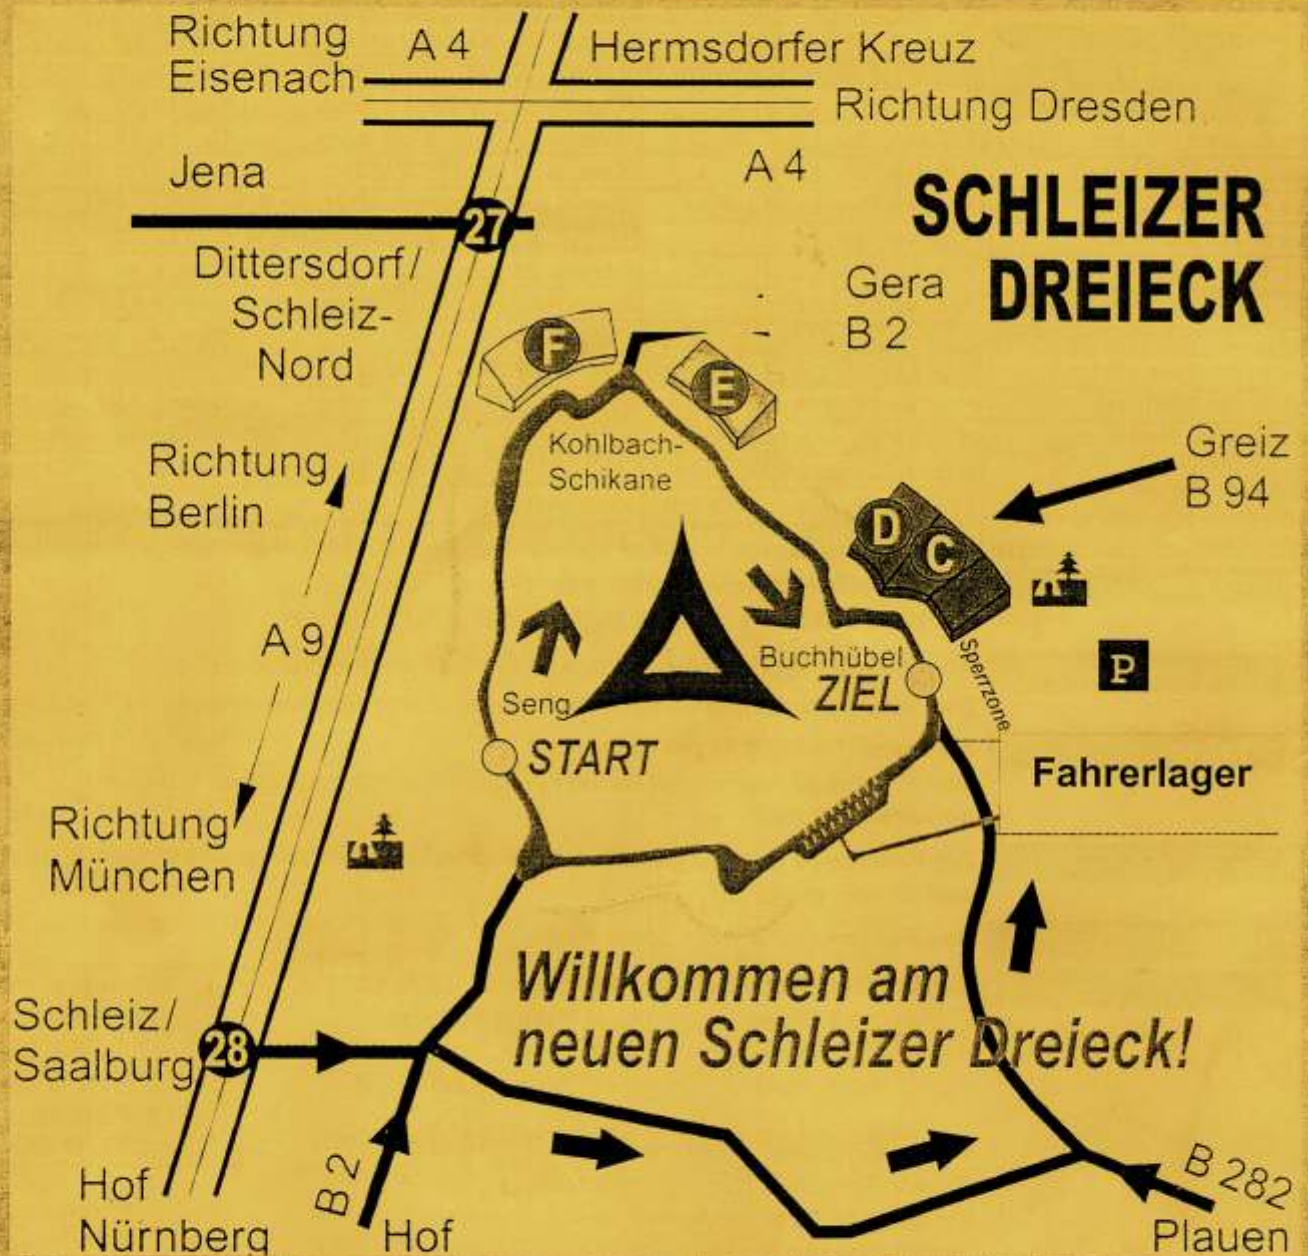 Richtung
Eisenach
A 4
Hermsdorfer Kreuz
Richtung Dresden
A 4
Jena
27
SCHLEIZER
DREIECK
Dittersdorf/
Schleiz-
Nord
Gera
B 2
F
E
Kohlbach-
Schikane
Richtung
Berlin
Greiz
B 94
D
C
A 9
Buchhübel
ZIEL
Sperrzone
P
Seng
START
Fahrerlager
Richtung
München
Willkommen am
neuen Schleizer Dreieck!
Schleiz/
Saalburg
28
B 2
Hof
Nürnberg
Hof
B 282
Plauen